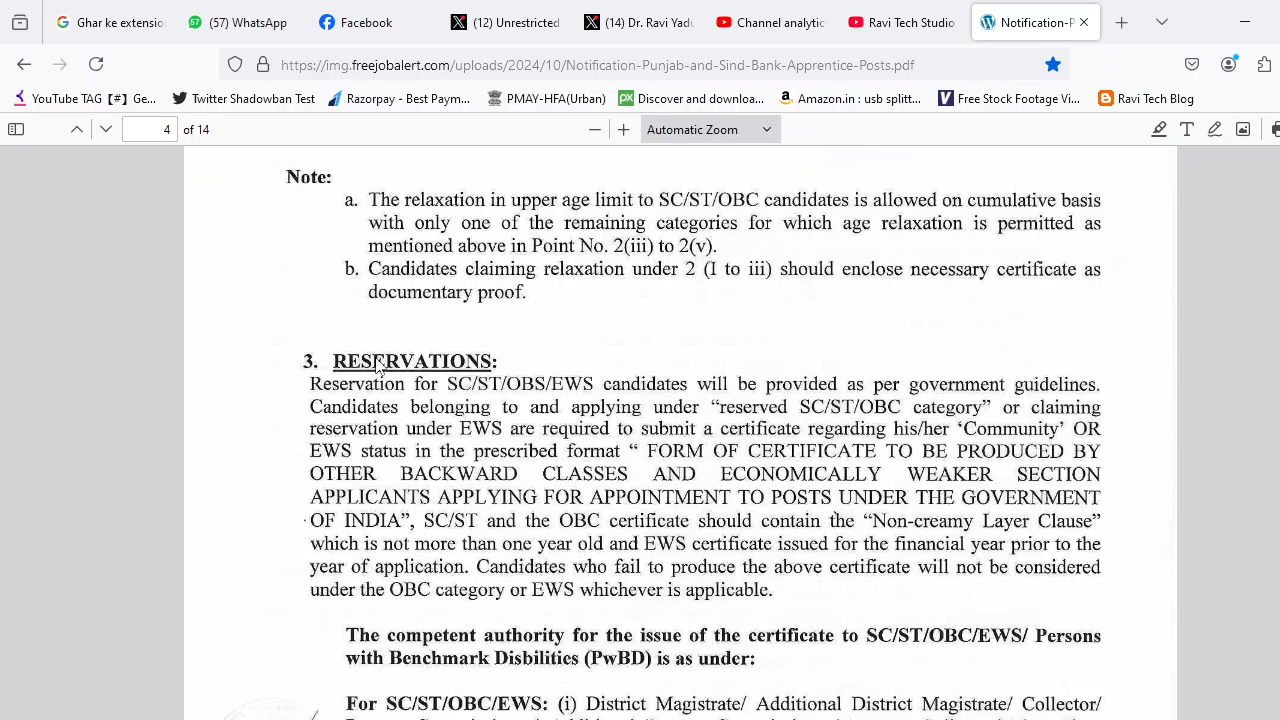 Gar ke extension
(57) WhatsApp
Facebook
(12) Unrestricted
(14) Dr. Ravi Yadu
Channel analytic
Ravi Tech Studio
Notification-P
https://img.freejobalert.com/uploads/2024/10/Notification-Punjab-and-Sind-Bank-Apprentice-Posts.pdf
YouTube TAG [#] Ge...
Twitter Shadowban Test
Razorpay - Best Paym...
PMAY-HFA(Urban)
Discover and downloa...
Amazon.in : usb splitt...
Free Stock Footage Vi...
Ravi Tech Blog
4 of 14
Automatic Zoom
Note:
a. The relaxation in upper age limit to SC/ST/OBC candidates is allowed on cumulative basis
with only one of the remaining categories for which age relaxation is permitted as
mentioned above in Point No. 2(iii) to 2(v).
b. Candidates claiming relaxation under 2 (I to iii) should enclose necessary certificate as
documentary proof.
3. RESERVATIONS:
Reservation for SC/ST/OBS/EWS candidates will be provided as per government guidelines.
Candidates belonging to and applying under “reserved SC/ST/OBC category” or claiming
reservation under EWS are required to submit a certificate regarding his/her ‘Community’ OR
EWS status in the prescribed format “ FORM OF CERTIFICATE TO BE PRODUCED BY
OTHER BACKWARD CLASSES AND ECONOMICALLY WEAKER SECTION
APPLICANTS APPLYING FOR APPOINTMENT TO POSTS UNDER THE GOVERNMENT
OF INDIA”, SC/ST and the OBC certificate should contain the “Non-creamy Layer Clause”
which is not more than one year old and EWS certificate issued for the financial year prior to the
year of application. Candidates who fail to produce the above certificate will not be considered
under the OBC category or EWS whichever is applicable.
The competent authority for the issue of the certificate to SC/ST/OBC/EWS/ Persons
with Benchmark Disbilities (PwBD) is as under:
For SC/ST/OBC/EWS: (i) District Magistrate/ Additional District Magistrate/ Collector/